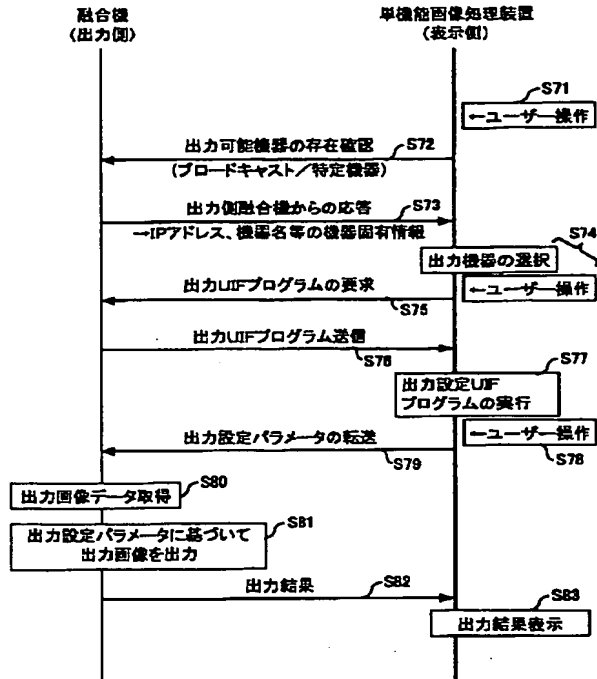 融合機
(出力側)
単機能画像処理装置
(表示側)
S71
←ユーザー操作
出力可能機器の存在確認
S72
(ブロードキャスト/特定機器)
出力側融合機からの応答
S73
→IPアドレス、機器名等の機器固有情報
S74
出力機器の選択
出力UIFプログラムの要求
←ユーザー操作
S75
出力UIFプログラム送信
S76
S77
出力設定UIF
プログラムの実行
出力設定パラメータの転送
←ユーザー操作
S79
S78
S80
出力画像データ取得
S81
出力設定パラメータに基づいて
出力画像を出力
出力結果
S82
S83
出力結果表示